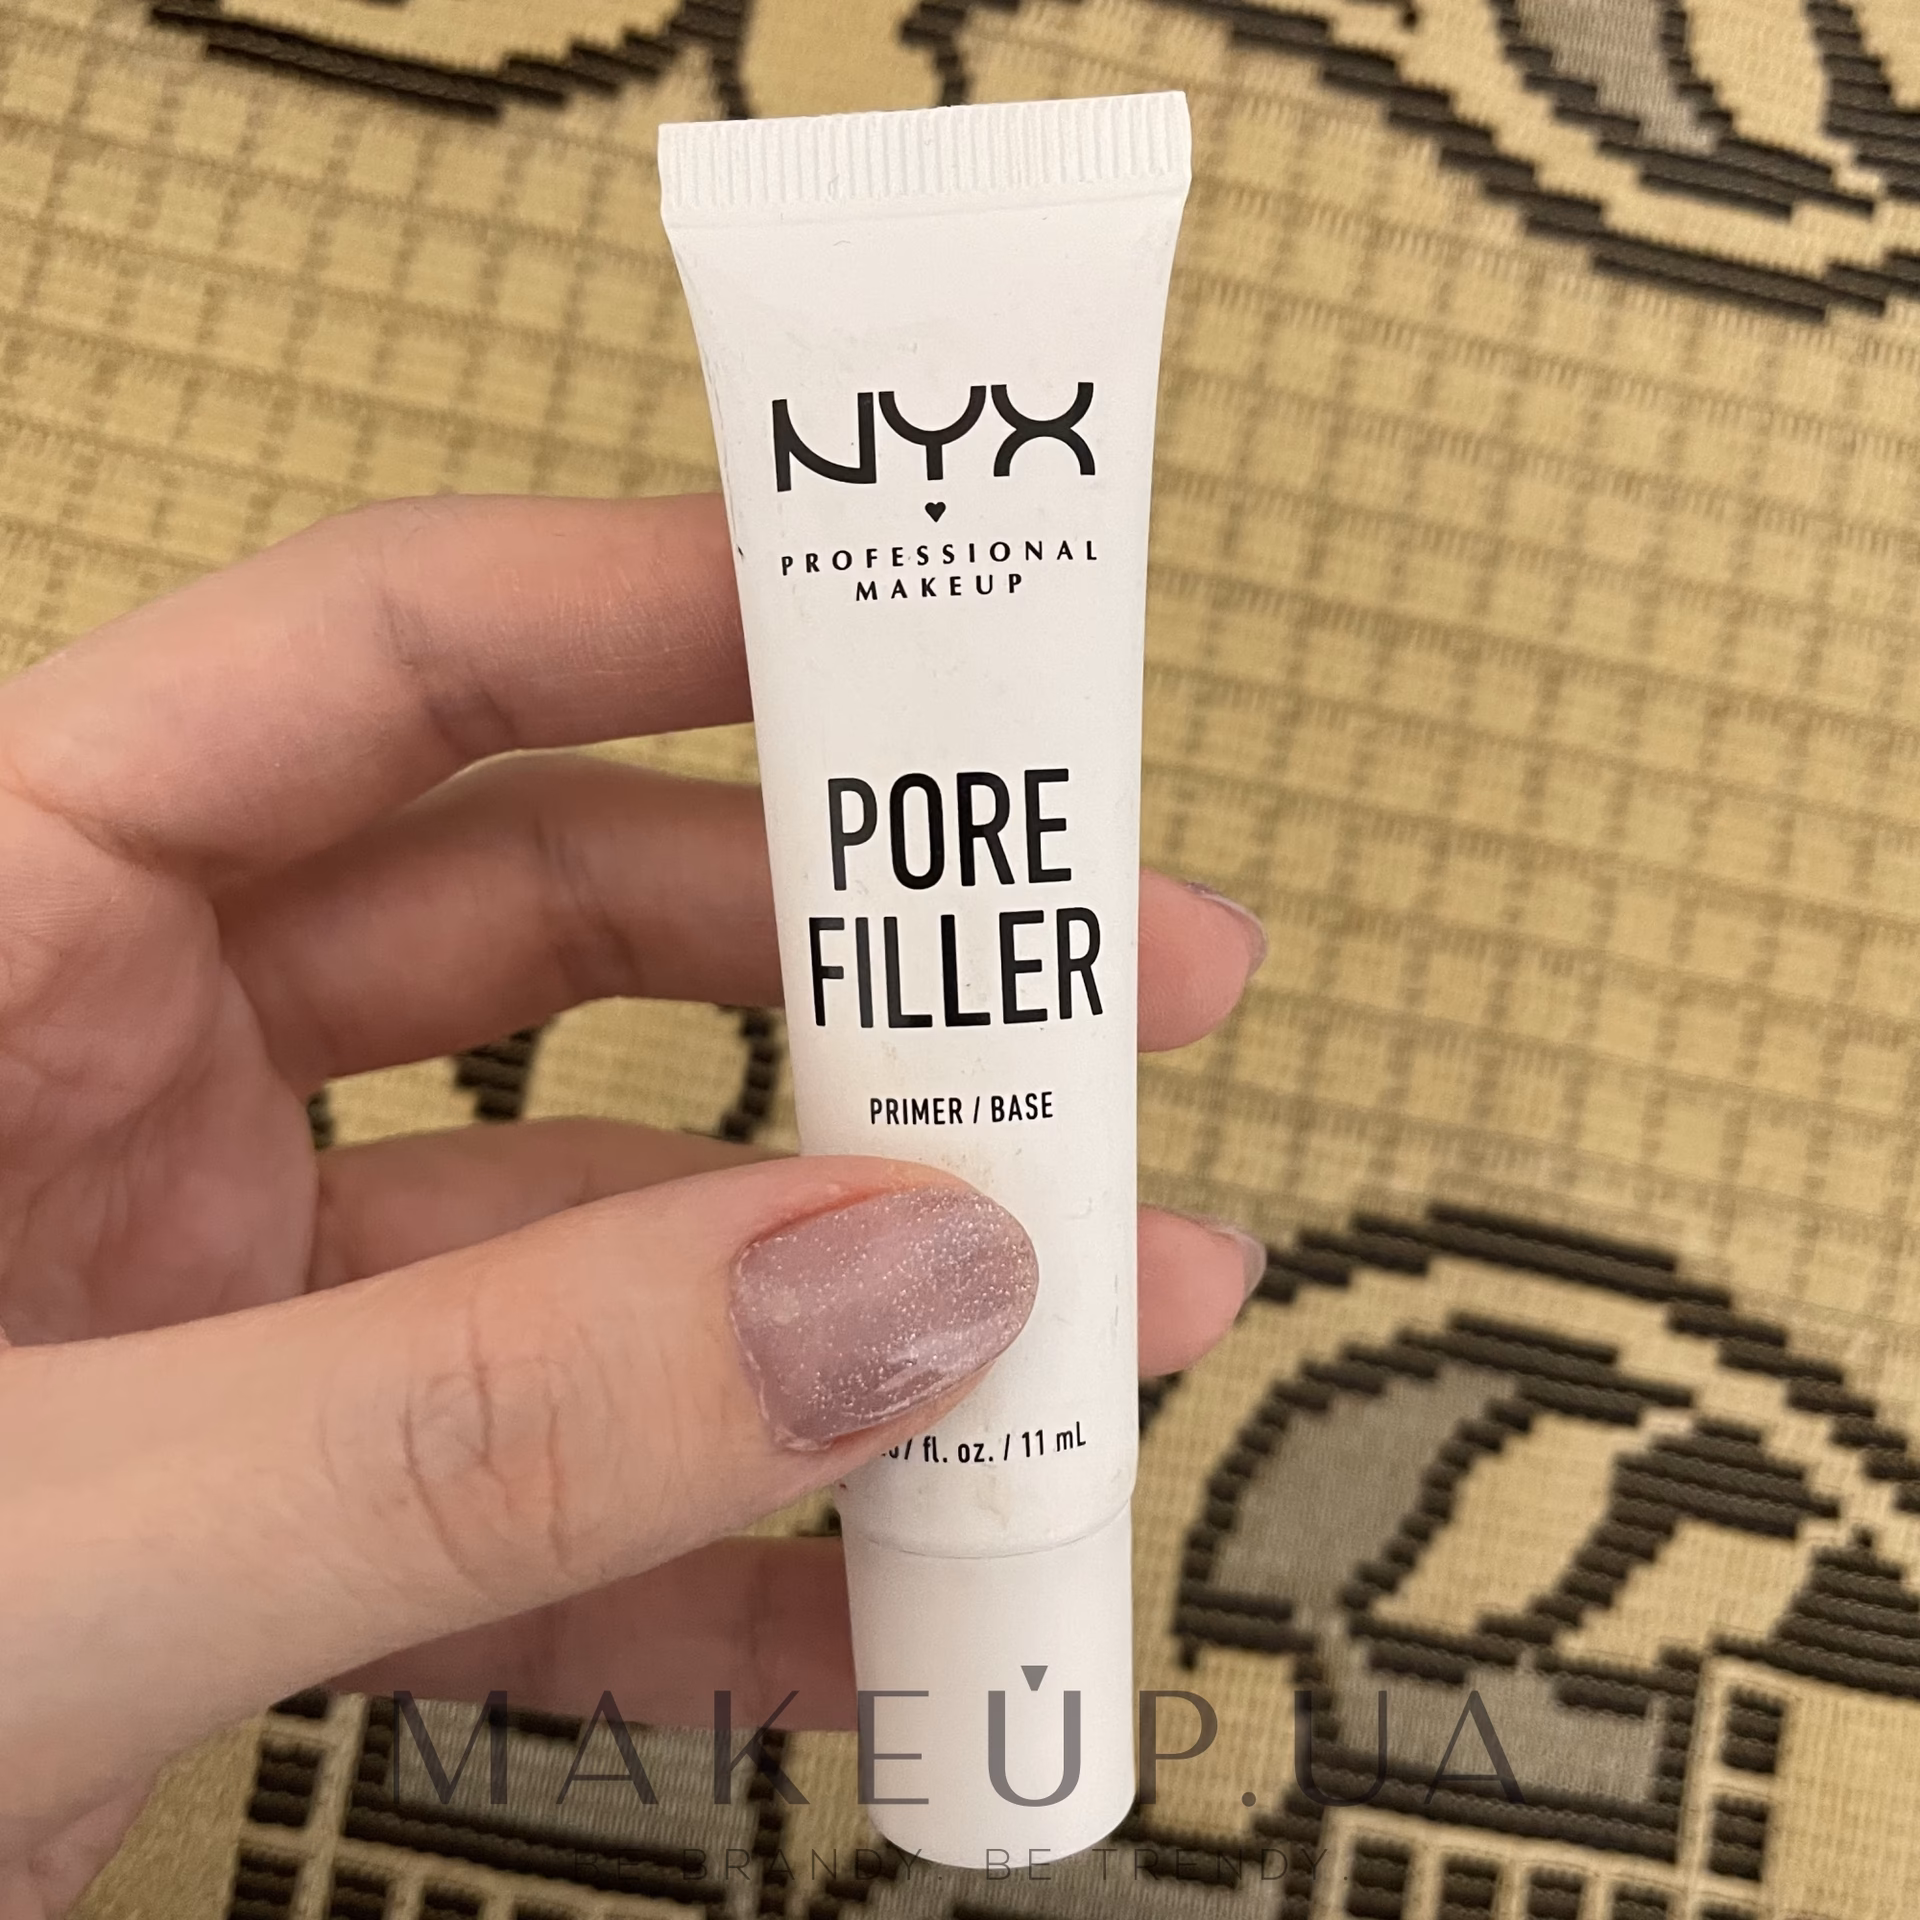 NYX
PROFESSIONAL
MAKEUP
PORE
FILLER
PRIMER / BASE
fl. oz. / 11 mL
MAKEUP.UA
BE BRANDY. BE TRENDY.